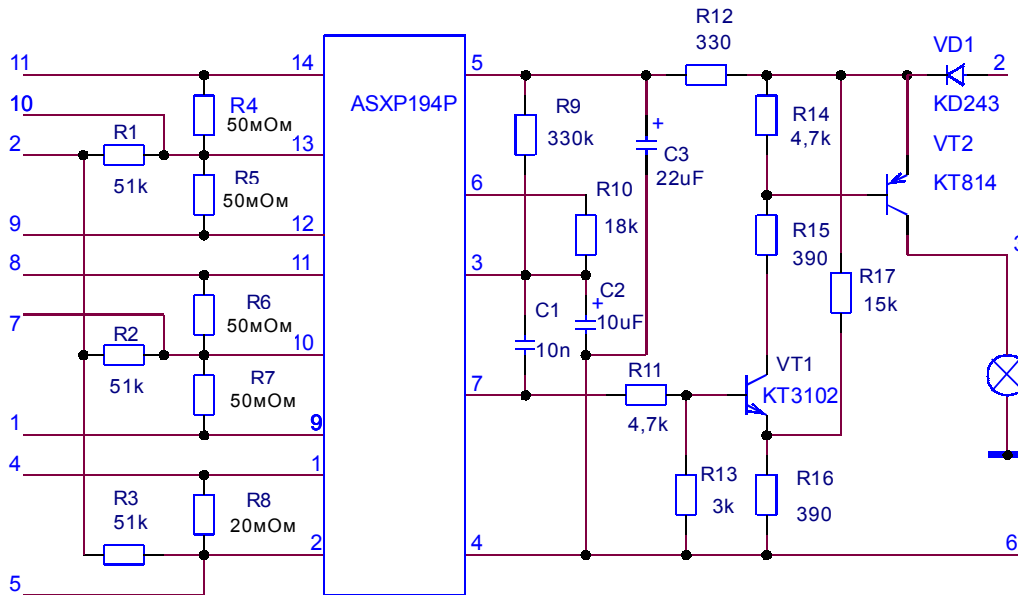 R12
330
VD1
2
KD243
11
14
5
ASXP194P
10
R4
50мОм
R9
330k
R14
4,7k
VT2
KT814
R1
2
13
51k
C3
22uF
+
R5
50мОм
6
R10
18k
9
12
R15
390
3
8
11
3
R17
15k
R6
50мОм
C1
10n
+
C2
10uF
7
R2
10
51k
R7
50мОм
R11
4,7k
VT1
KT3102
7
1
9
4
1
R3
51k
R8
20мОм
R13
3k
R16
390
2
4
6
5